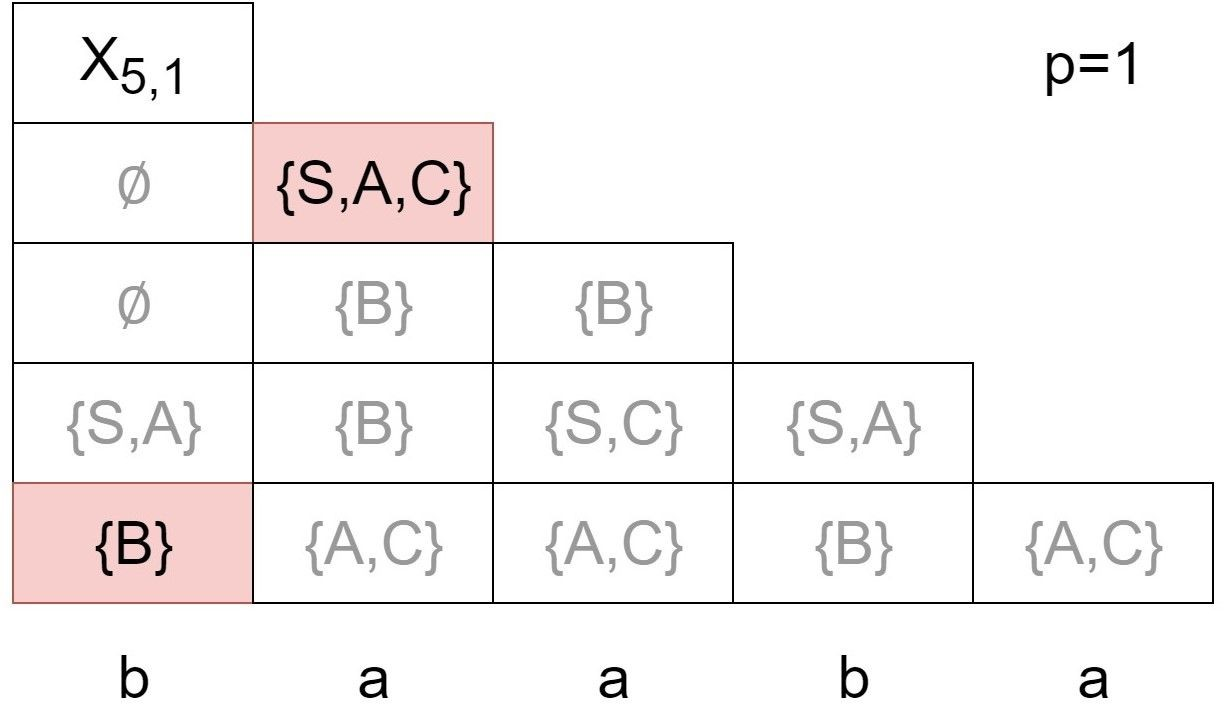 X5,1 p=1
∅ {S,A,C}
∅ {B} {B}
{S,A} {B} {S,C} {S,A}
{B} {A,C} {A,C} {B} {A,C}
b a a b a